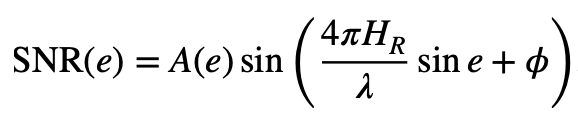 SNR(e) = A(e) sin ( 4πH_R / λ sin e + ϕ )